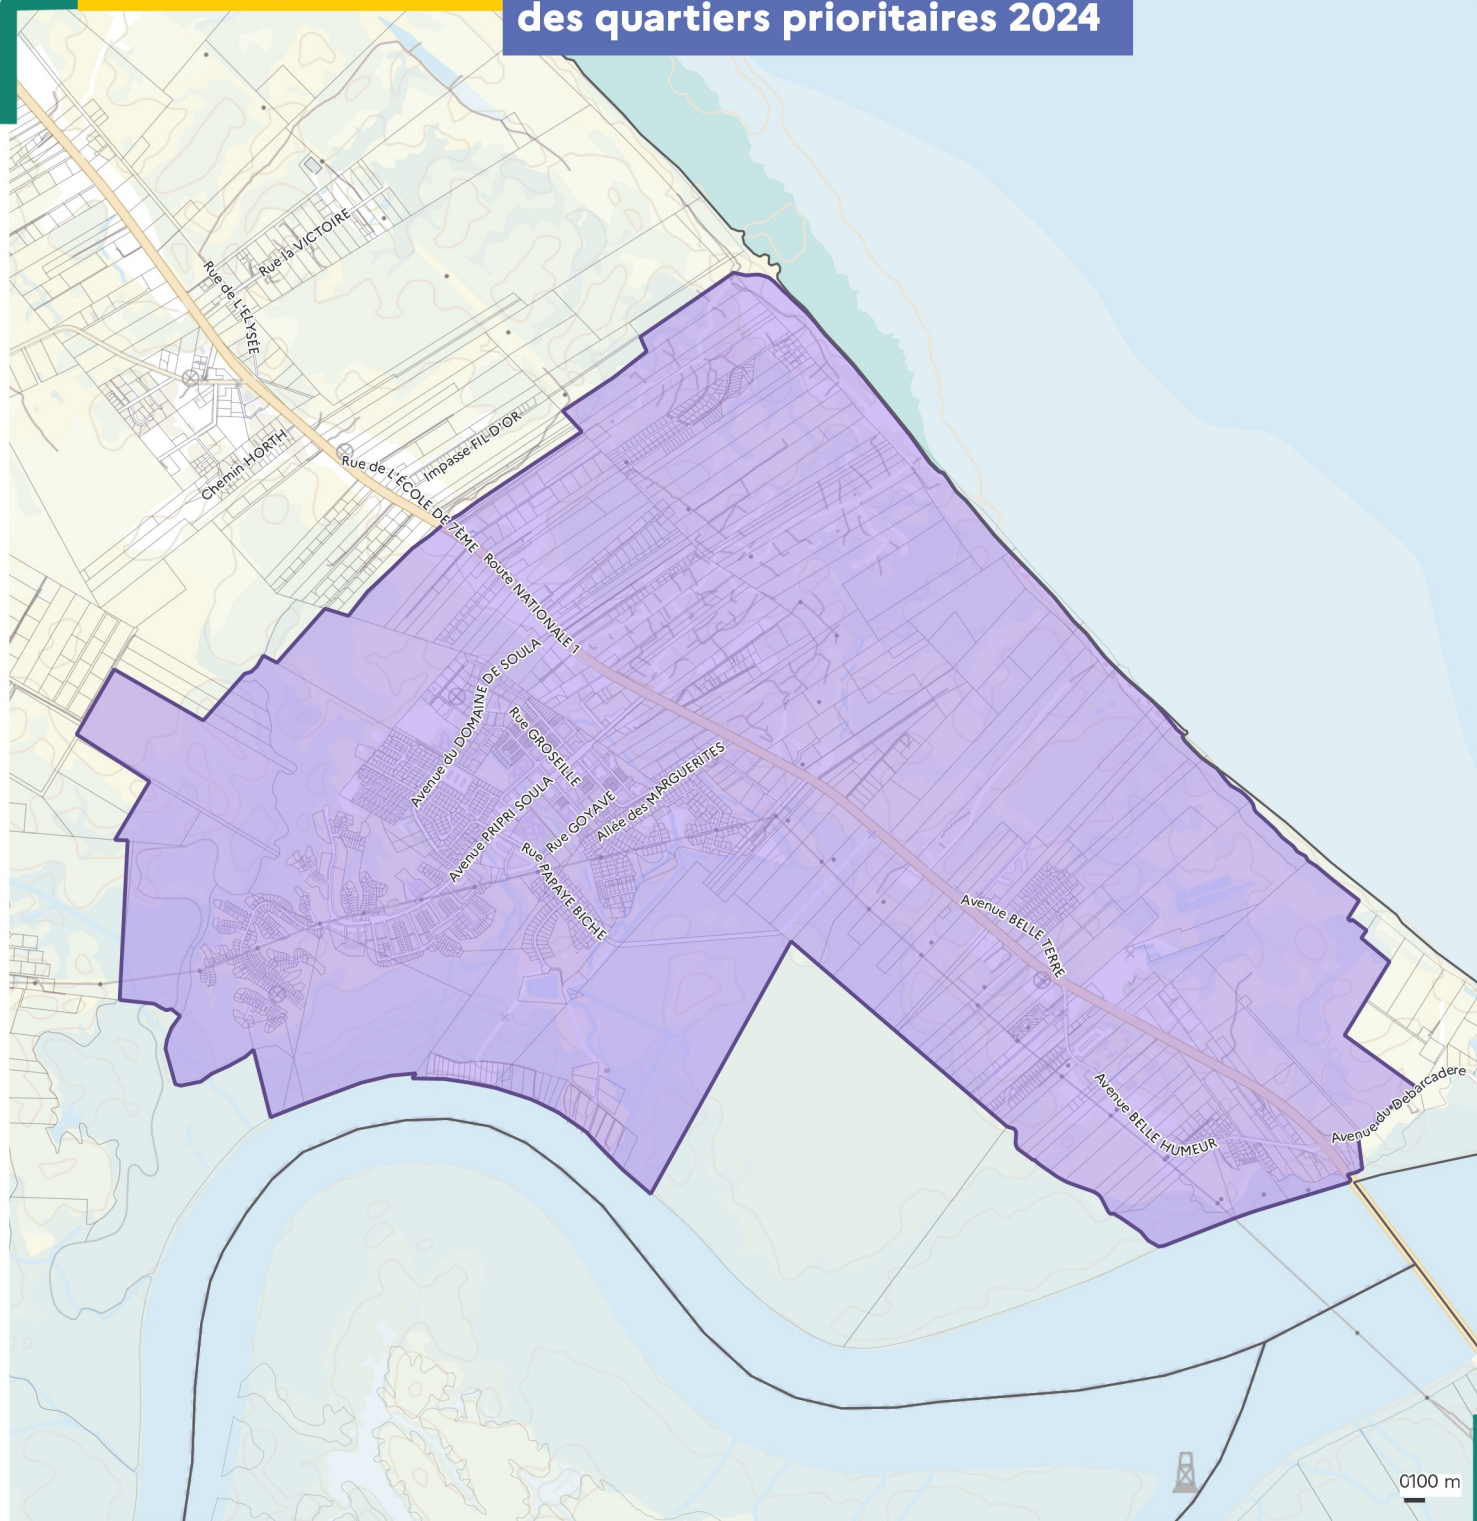 des quartiers prioritaires 2024
Rue la VICTOIRE
Rue de L'ELYSÉE
Chemin HORTH
Impasse FIL D'OR
Rue de L'ÉCOLE DE 7ÈME
Route NATIONALE 1
Avenue du DOMAINE DE SOULA
Rue GROSEILLE
Avenue PRIPRI SOULA
Rue GOYAVE
Allée des MARGUERITES
Rue PAPAYE BICHE
Avenue BELLE TERRE
Avenue BELLE HUMEUR
Avenue du Debarcadere
0100 m